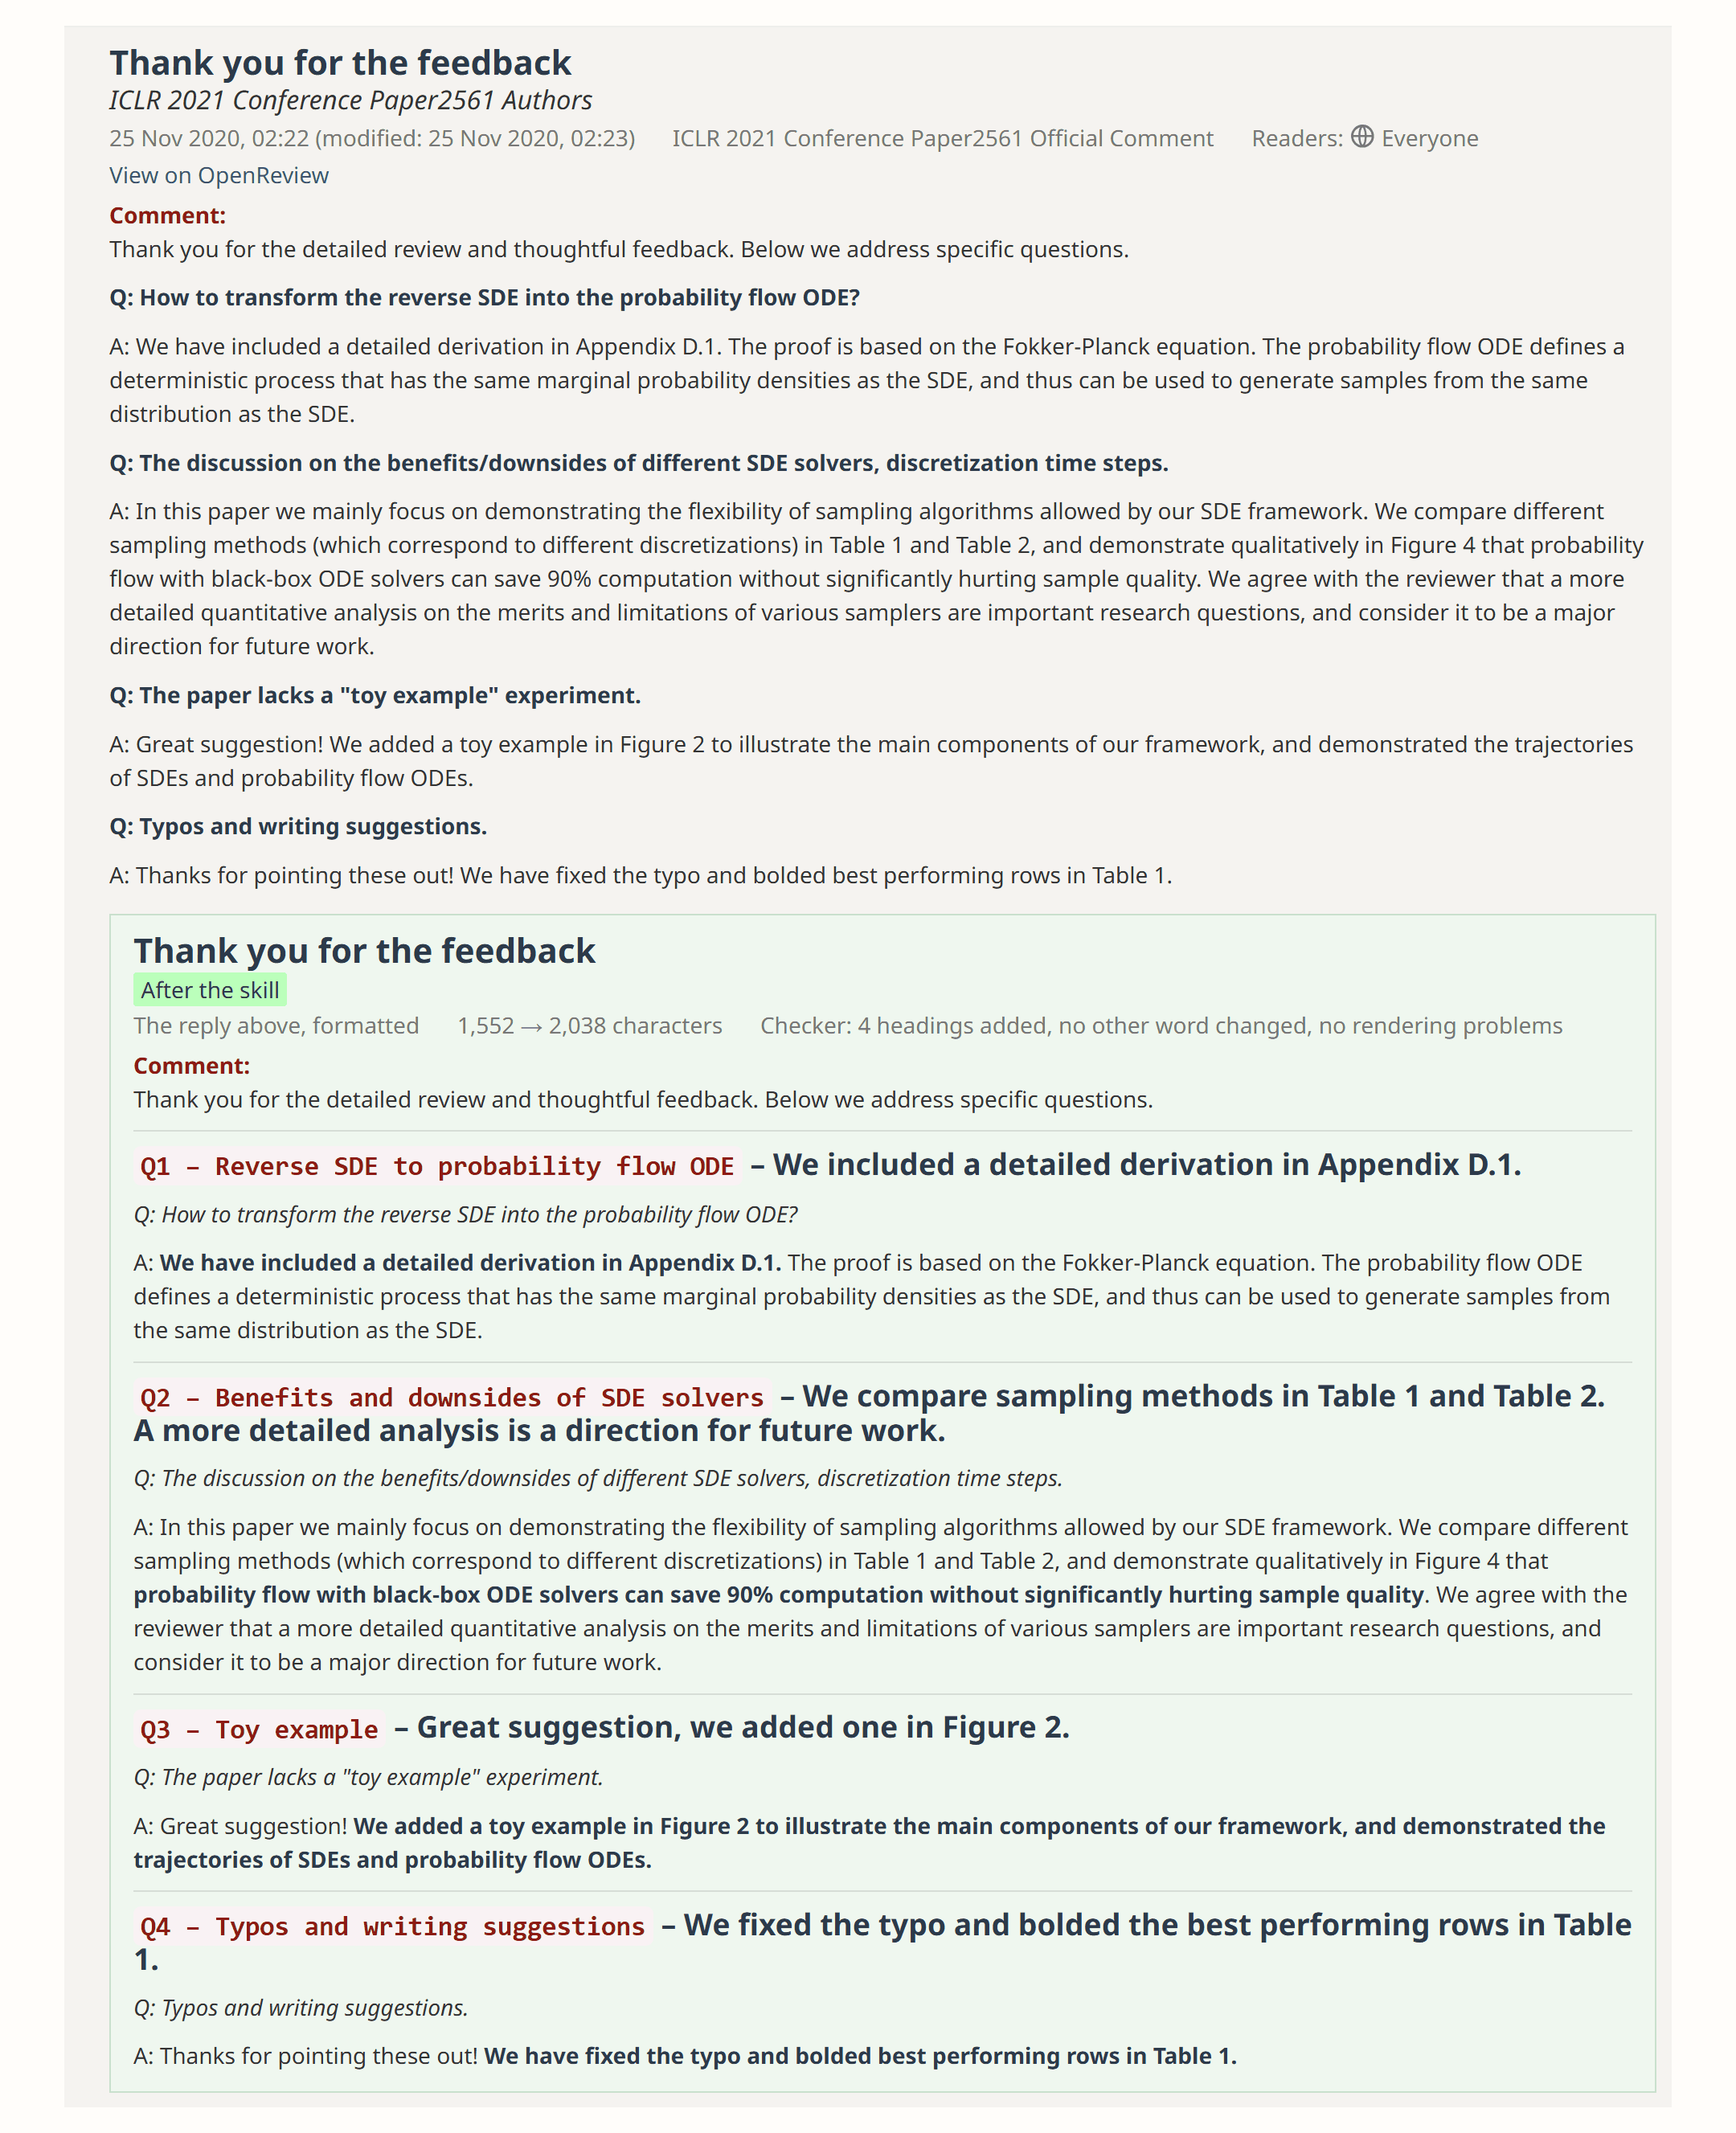 Thank you for the feedback
ICLR 2021 Conference Paper2561 Authors
25 Nov 2020, 02:22 (modified: 25 Nov 2020, 02:23) ICLR 2021 Conference Paper2561 Official Comment Readers: Everyone
View on OpenReview
Comment:
Thank you for the detailed review and thoughtful feedback. Below we address specific questions.
Q: How to transform the reverse SDE into the probability flow ODE?
A: We have included a detailed derivation in Appendix D.1. The proof is based on the Fokker-Planck equation. The probability flow ODE defines a
deterministic process that has the same marginal probability densities as the SDE, and thus can be used to generate samples from the same
distribution as the SDE.
Q: The discussion on the benefits/downsides of different SDE solvers, discretization time steps.
A: In this paper we mainly focus on demonstrating the flexibility of sampling algorithms allowed by our SDE framework. We compare different
sampling methods (which correspond to different discretizations) in Table 1 and Table 2, and demonstrate qualitatively in Figure 4 that probability
flow with black-box ODE solvers can save 90% computation without significantly hurting sample quality. We agree with the reviewer that a more
detailed quantitative analysis on the merits and limitations of various samplers are important research questions, and consider it to be a major
direction for future work.
Q: The paper lacks a "toy example" experiment.
A: Great suggestion! We added a toy example in Figure 2 to illustrate the main components of our framework, and demonstrated the trajectories
of SDEs and probability flow ODEs.
Q: Typos and writing suggestions.
A: Thanks for pointing these out! We have fixed the typo and bolded best performing rows in Table 1.
Thank you for the feedback
After the skill
The reply above, formatted 1,552 → 2,038 characters Checker: 4 headings added, no other word changed, no rendering problems
Comment:
Thank you for the detailed review and thoughtful feedback. Below we address specific questions.
Q1 – Reverse SDE to probability flow ODE – We included a detailed derivation in Appendix D.1.
Q: How to transform the reverse SDE into the probability flow ODE?
A: We have included a detailed derivation in Appendix D.1. The proof is based on the Fokker-Planck equation. The probability flow ODE
defines a deterministic process that has the same marginal probability densities as the SDE, and thus can be used to generate samples from
the same distribution as the SDE.
Q2 – Benefits and downsides of SDE solvers – We compare sampling methods in Table 1 and Table 2.
A more detailed analysis is a direction for future work.
Q: The discussion on the benefits/downsides of different SDE solvers, discretization time steps.
A: In this paper we mainly focus on demonstrating the flexibility of sampling algorithms allowed by our SDE framework. We compare different
sampling methods (which correspond to different discretizations) in Table 1 and Table 2, and demonstrate qualitatively in Figure 4 that
probability flow with black-box ODE solvers can save 90% computation without significantly hurting sample quality. We agree with the
reviewer that a more detailed quantitative analysis on the merits and limitations of various samplers are important research questions, and
consider it to be a major direction for future work.
Q3 – Toy example – Great suggestion, we added one in Figure 2.
Q: The paper lacks a "toy example" experiment.
A: Great suggestion! We added a toy example in Figure 2 to illustrate the main components of our framework, and demonstrated the
trajectories of SDEs and probability flow ODEs.
Q4 – Typos and writing suggestions – We fixed the typo and bolded the best performing rows in Table
1.
Q: Typos and writing suggestions.
A: Thanks for pointing these out! We have fixed the typo and bolded best performing rows in Table 1.